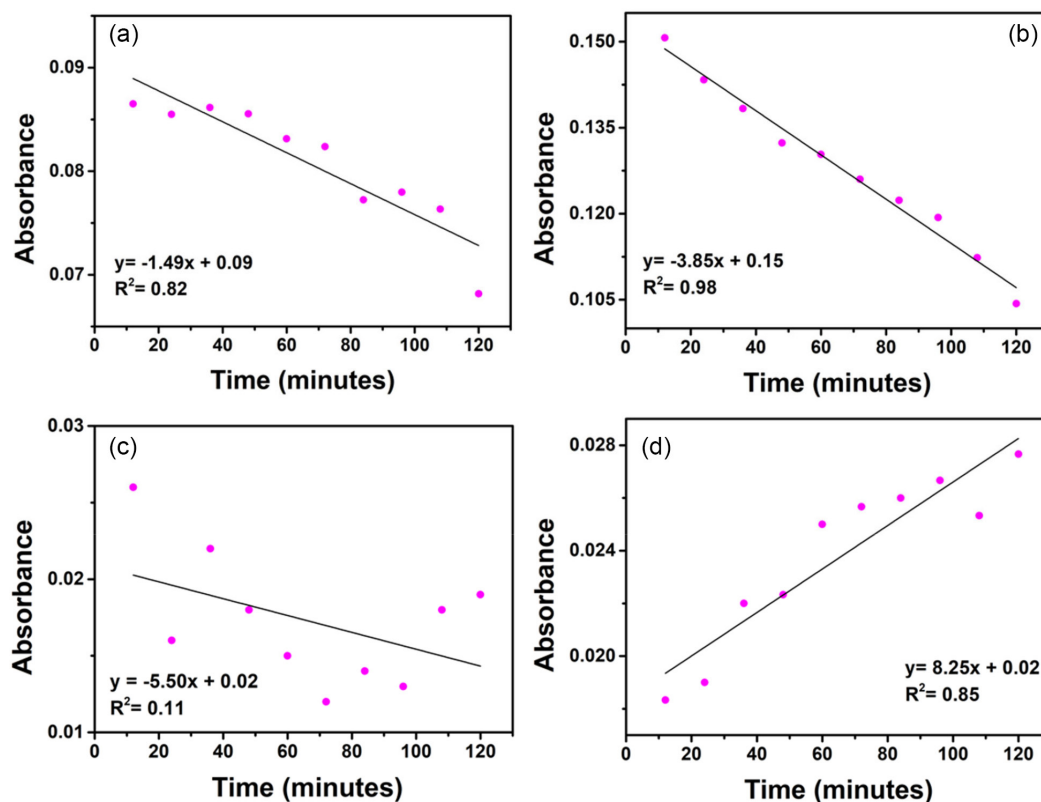 (a)
0.09
0.08
0.07
Absorbance
y= -1.49x + 0.09
R²= 0.82
0 20 40 60 80 100 120
Time (minutes)
(b)
0.150
0.135
0.120
0.105
Absorbance
y= -3.85x + 0.15
R²= 0.98
0 20 40 60 80 100 120
Time (minutes)
(c)
0.03
0.02
0.01
Absorbance
y = -5.50x + 0.02
R²= 0.11
0 20 40 60 80 100 120
Time (minutes)
(d)
0.028
0.024
0.020
Absorbance
y= 8.25x + 0.02
R²= 0.85
0 20 40 60 80 100 120
Time (minutes)